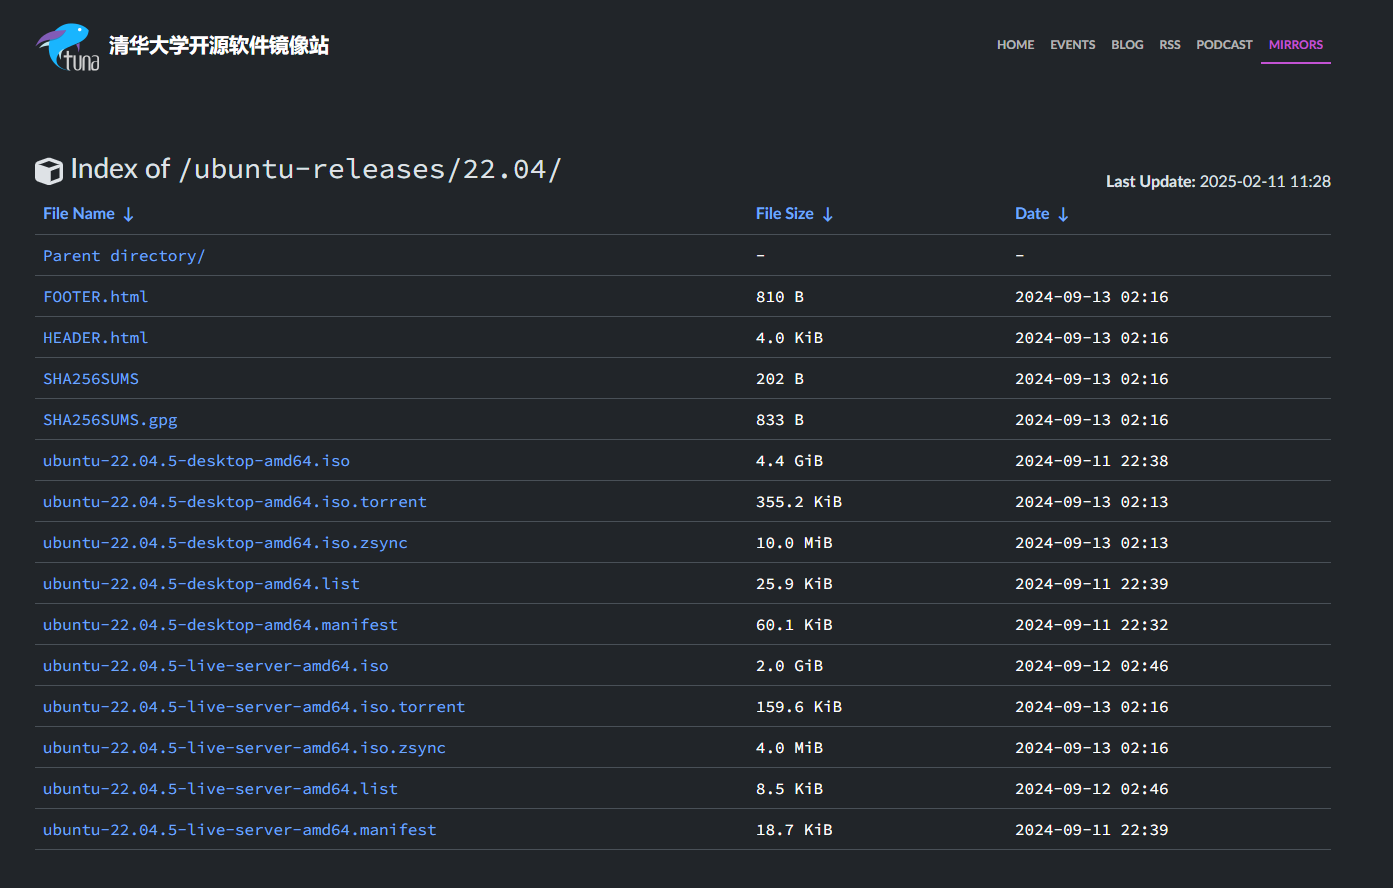 tuna 清华大学开源软件镜像站
HOME EVENTS BLOG RSS PODCAST MIRRORS
Index of /ubuntu-releases/22.04/
Last Update: 2025-02-11 11:28
File Name ↓ File Size ↓ Date ↓
Parent directory/ - -
FOOTER.html 810 B 2024-09-13 02:16
HEADER.html 4.0 KiB 2024-09-13 02:16
SHA256SUMS 202 B 2024-09-13 02:16
SHA256SUMS.gpg 833 B 2024-09-13 02:16
ubuntu-22.04.5-desktop-amd64.iso 4.4 GiB 2024-09-11 22:38
ubuntu-22.04.5-desktop-amd64.iso.torrent 355.2 KiB 2024-09-13 02:13
ubuntu-22.04.5-desktop-amd64.iso.zsync 10.0 MiB 2024-09-13 02:13
ubuntu-22.04.5-desktop-amd64.list 25.9 KiB 2024-09-11 22:39
ubuntu-22.04.5-desktop-amd64.manifest 60.1 KiB 2024-09-11 22:32
ubuntu-22.04.5-live-server-amd64.iso 2.0 GiB 2024-09-12 02:46
ubuntu-22.04.5-live-server-amd64.iso.torrent 159.6 KiB 2024-09-13 02:16
ubuntu-22.04.5-live-server-amd64.iso.zsync 4.0 MiB 2024-09-13 02:16
ubuntu-22.04.5-live-server-amd64.list 8.5 KiB 2024-09-12 02:46
ubuntu-22.04.5-live-server-amd64.manifest 18.7 KiB 2024-09-11 22:39